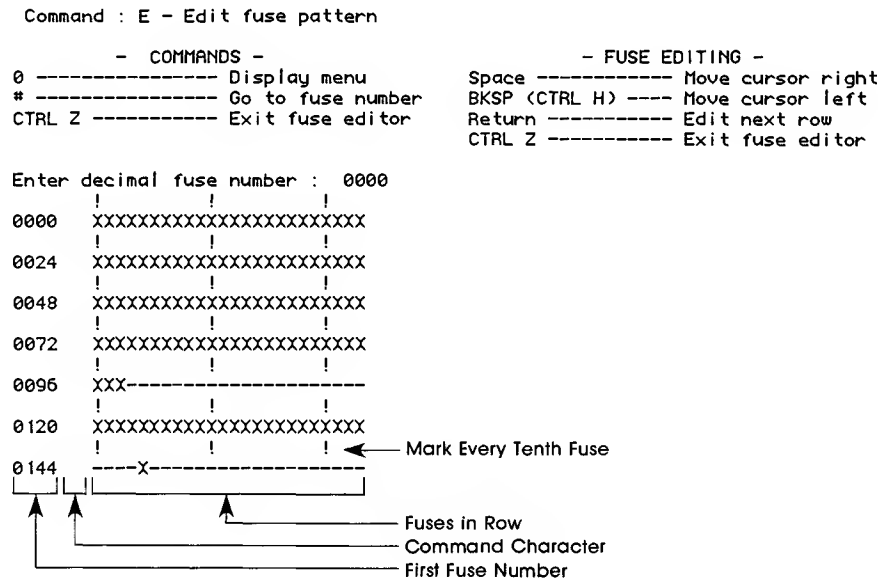 Command : E - Edit fuse pattern
- COMMANDS -
0 ---------------- Display menu
# ---------------- Go to fuse number
CTRL Z ----------- Exit fuse editor
- FUSE EDITING -
Space ------------ Move cursor right
BKSP (CTRL H) ---- Move cursor left
Return ----------- Edit next row
CTRL Z ----------- Exit fuse editor
Enter decimal fuse number : 0000
! ! !
0000 XXXXXXXXXXXXXXXXXXXXXXXX
! ! !
0024 XXXXXXXXXXXXXXXXXXXXXXXX
! ! !
0048 XXXXXXXXXXXXXXXXXXXXXXXX
! ! !
0072 XXXXXXXXXXXXXXXXXXXXXXXX
! ! !
0096 XXX---------------------
! ! !
0120 XXXXXXXXXXXXXXXXXXXXXXXX
! ! ! Mark Every Tenth Fuse
0144 ----X-------------------
Fuses in Row
Command Character
First Fuse Number